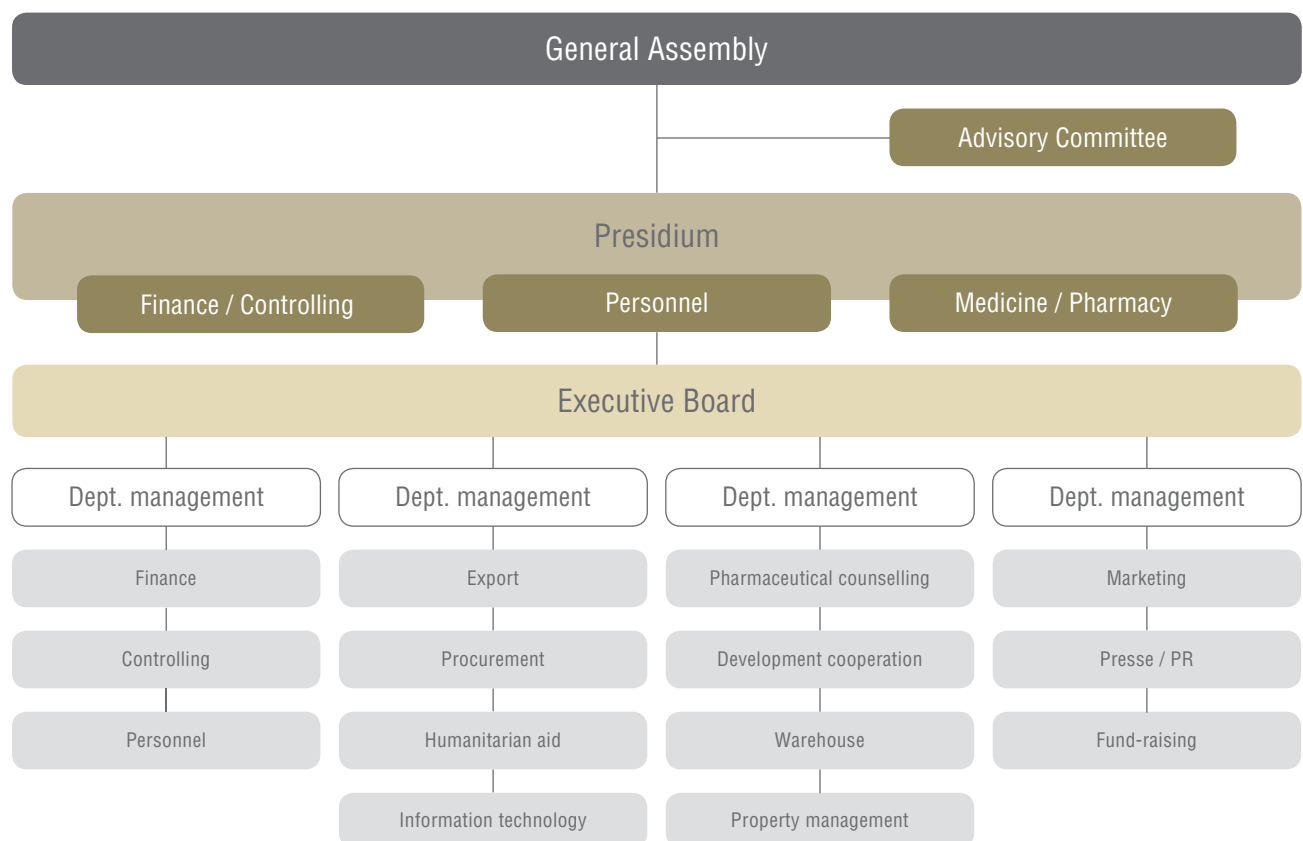 General Assembly
Advisory Committee
Presidium
Finance / Controlling
Personnel
Medicine / Pharmacy
Executive Board
Dept. management
Dept. management
Dept. management
Dept. management
Finance
Export
Pharmaceutical counselling
Marketing
Controlling
Procurement
Development cooperation
Presse / PR
Personnel
Humanitarian aid
Warehouse
Fund-raising
Information technology
Property management